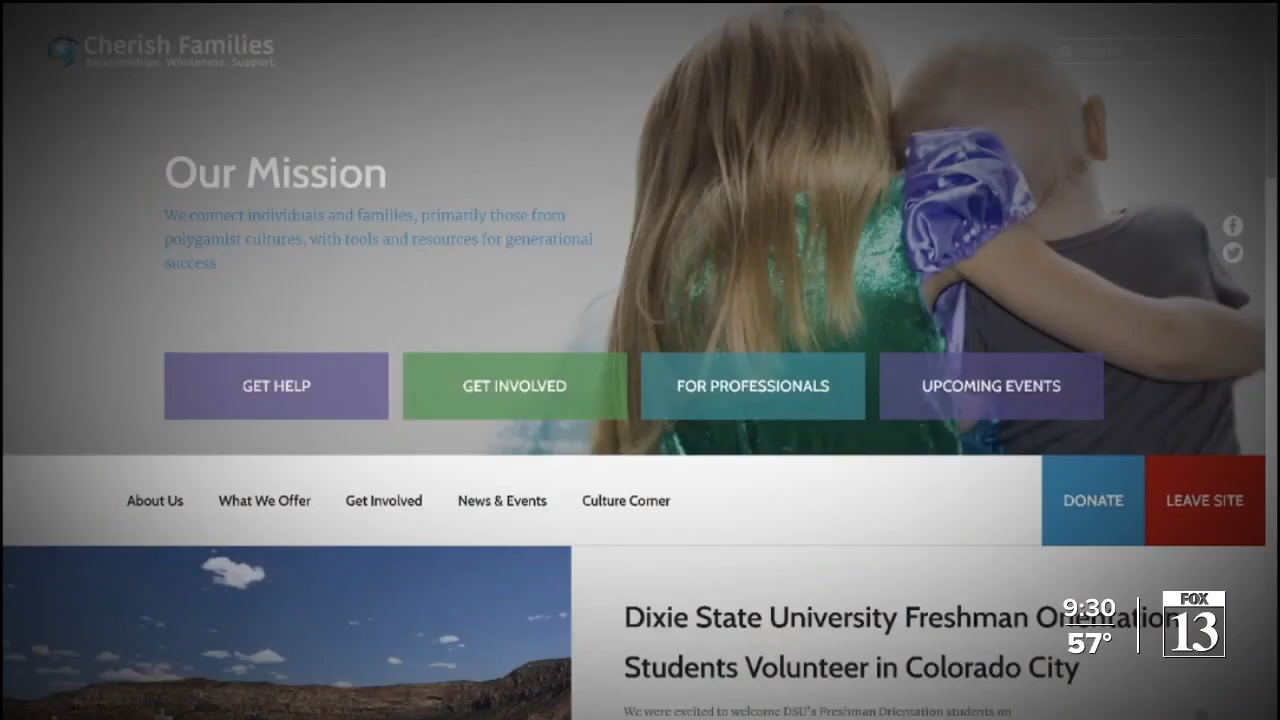 Cherish Families
Relationships. Wholeness. Support.
Our Mission
We connect individuals and families, primarily those from
polygamist cultures, with tools and resources for generational
success
GET HELP
GET INVOLVED
FOR PROFESSIONALS
UPCOMING EVENTS
About Us
What We Offer
Get Involved
News & Events
Culture Corner
DONATE
LEAVE SITE
Dixie State University Freshman Orientation
Students Volunteer in Colorado City
We were excited to welcome DSU's Freshman Orientation students on
9:30
57°
FOX
13